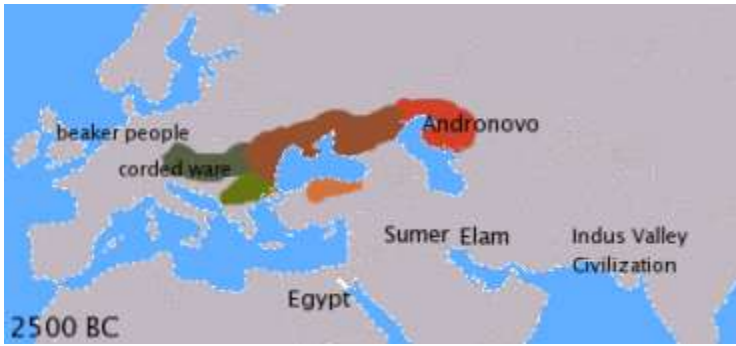 Andronovo
beaker people
corded ware
Sumer Elam
Indus Valley
Civilization
Egypt
2500 BC